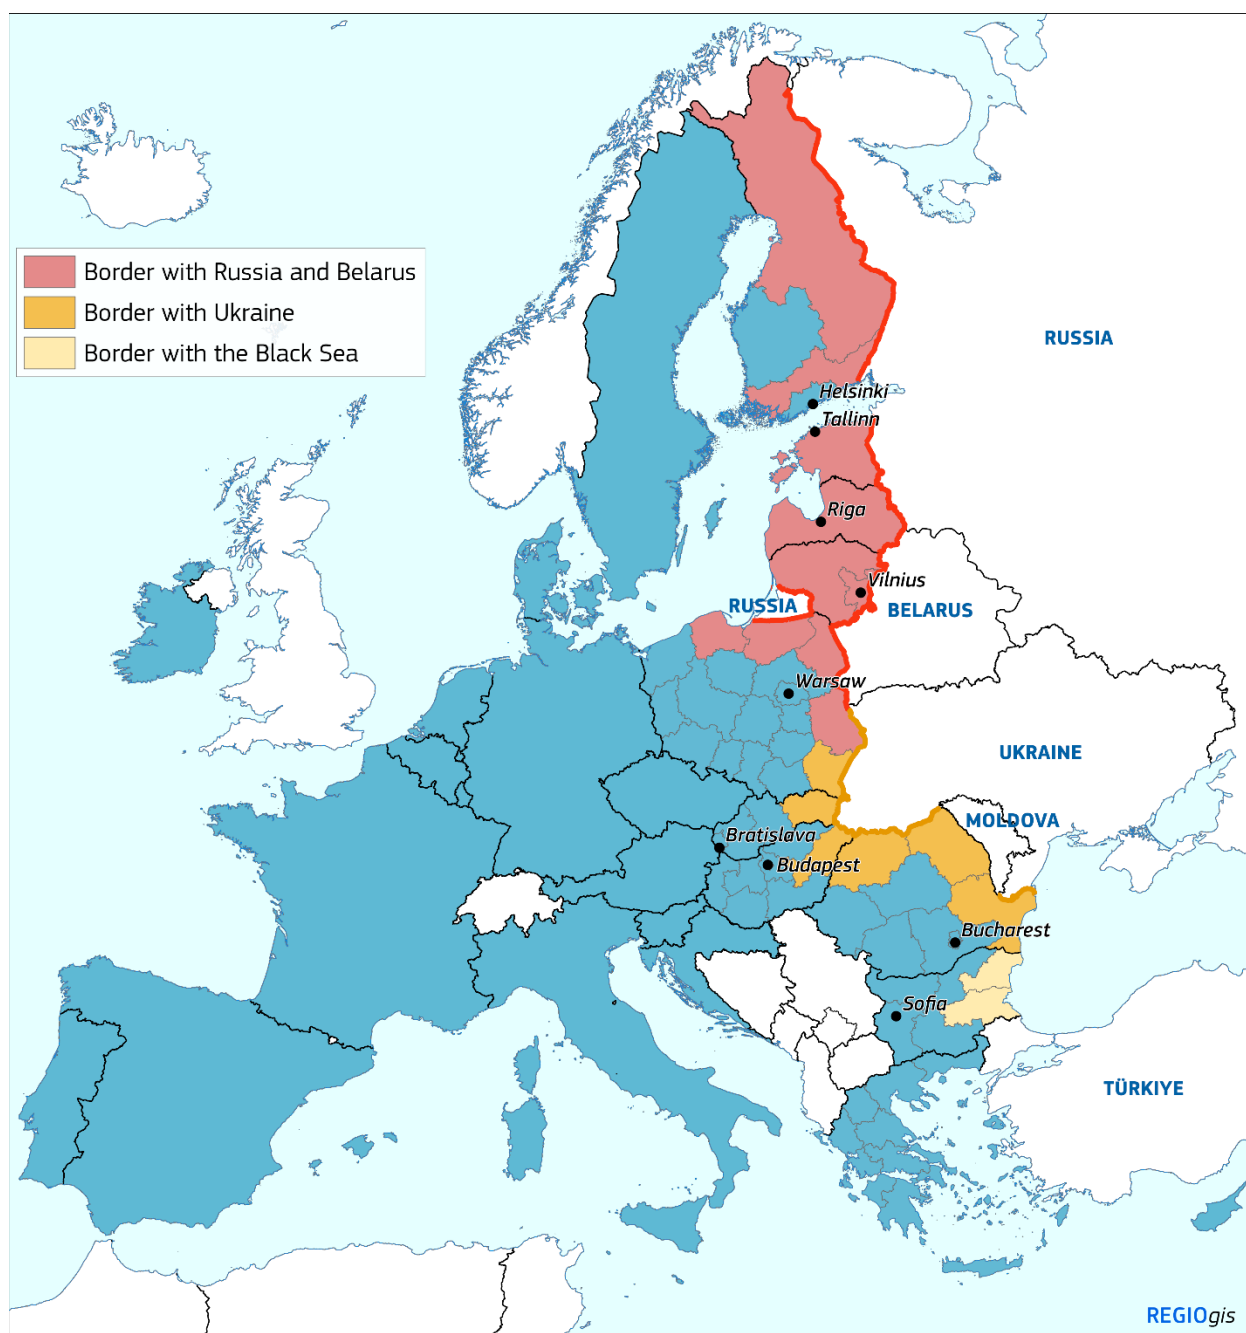 Border with Russia and Belarus
Border with Ukraine
Border with the Black Sea
RUSSIA
Helsinki
Tallinn
Riga
Vilnius
RUSSIA
BELARUS
Warsaw
UKRAINE
MOLDOVA
Bratislava
Budapest
Bucharest
Sofia
TÜRKIYE
REGIOgis